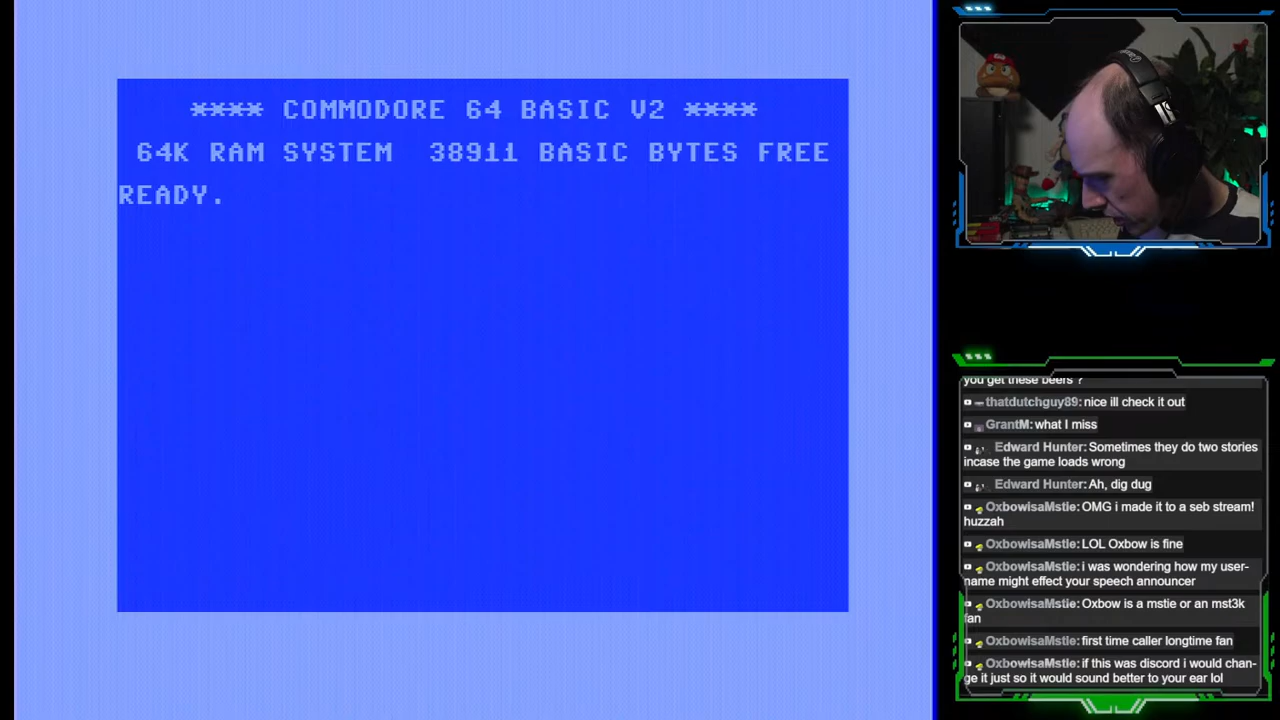 **** COMMODORE 64 BASIC V2 ****
64K RAM SYSTEM  38911 BASIC BYTES FREE
READY.
you get these beers ?
thatdutchguy89: nice ill check it out
GrantM: what I miss
Edward Hunter: Sometimes they do two stories
incase the game loads wrong
Edward Hunter: Ah, dig dug
OxbowIsaMstie: OMG i made it to a seb stream!
huzzah
OxbowIsaMstie: LOL Oxbow is fine
OxbowIsaMstie: i was wondering how my user-
name might effect your speech announcer
OxbowIsaMstie: Oxbow is a mstie or an mst3k
fan
OxbowIsaMstie: first time caller longtime fan
OxbowIsaMstie: if this was discord i would chan-
ge it just so it would sound better to your ear lol